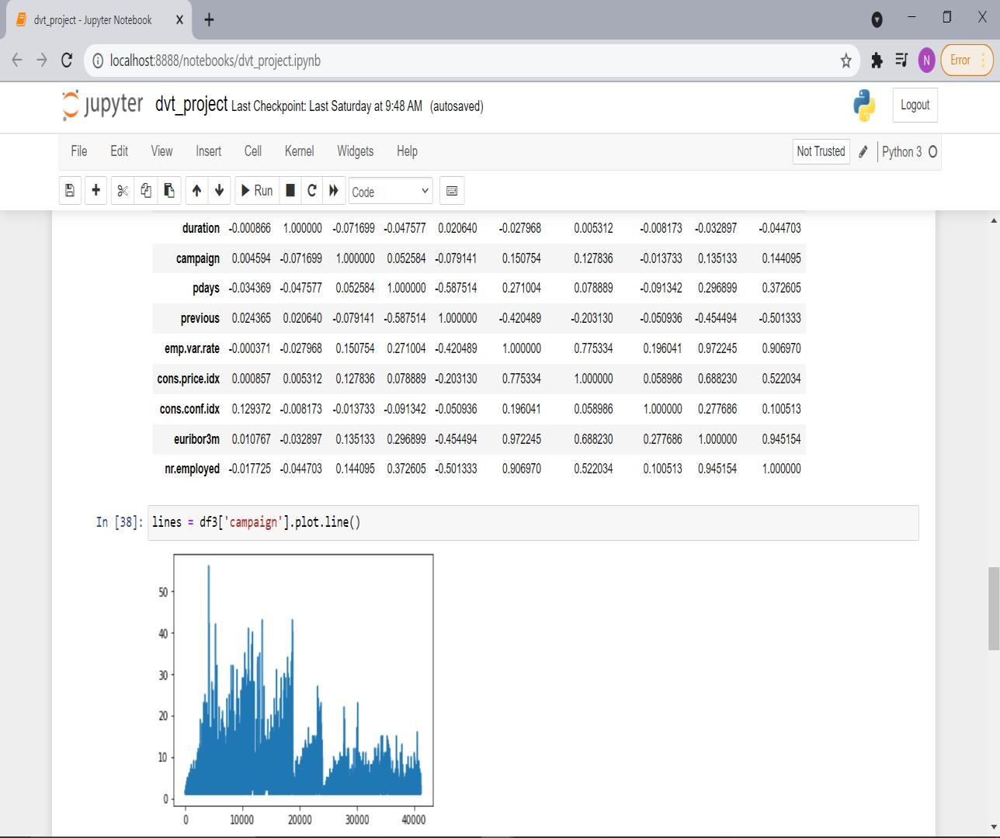 dvt_project - Jupyter Notebook
localhost:8888/notebooks/dvt_project.ipynb
N
Error
jupyter dvt_project Last Checkpoint: Last Saturday at 9:48 AM (autosaved)
Logout
File Edit View Insert Cell Kernel Widgets Help
Not Trusted
Python 3
Run
Code
duration -0.000866 1.000000 -0.071699 -0.047577 0.020640 -0.027968 0.005312 -0.008173 -0.032897 -0.044703
campaign 0.004594 -0.071699 1.000000 0.052584 -0.079141 0.150754 0.127836 -0.013733 0.135133 0.144095
pdays -0.034369 -0.047577 0.052584 1.000000 -0.587514 0.271004 0.078889 -0.091342 0.296899 0.372605
previous 0.024365 0.020640 -0.079141 -0.587514 1.000000 -0.420489 -0.203130 -0.050936 -0.454494 -0.501333
emp.var.rate -0.000371 -0.027968 0.150754 0.271004 -0.420489 1.000000 0.775334 0.196041 0.972245 0.906970
cons.price.idx 0.000857 0.005312 0.127836 0.078889 -0.203130 0.775334 1.000000 0.058986 0.688230 0.522034
cons.conf.idx 0.129372 -0.008173 -0.013733 -0.091342 -0.050936 0.196041 0.058986 1.000000 0.277686 0.100513
euribor3m 0.010767 -0.032897 0.135133 0.296899 -0.454494 0.972245 0.688230 0.277686 1.000000 0.945154
nr.employed -0.017725 -0.044703 0.144095 0.372605 -0.501333 0.906970 0.522034 0.100513 0.945154 1.000000
In [38]: lines = df3['campaign'].plot.line()
50
40
30
20
10
0
0 10000 20000 30000 40000